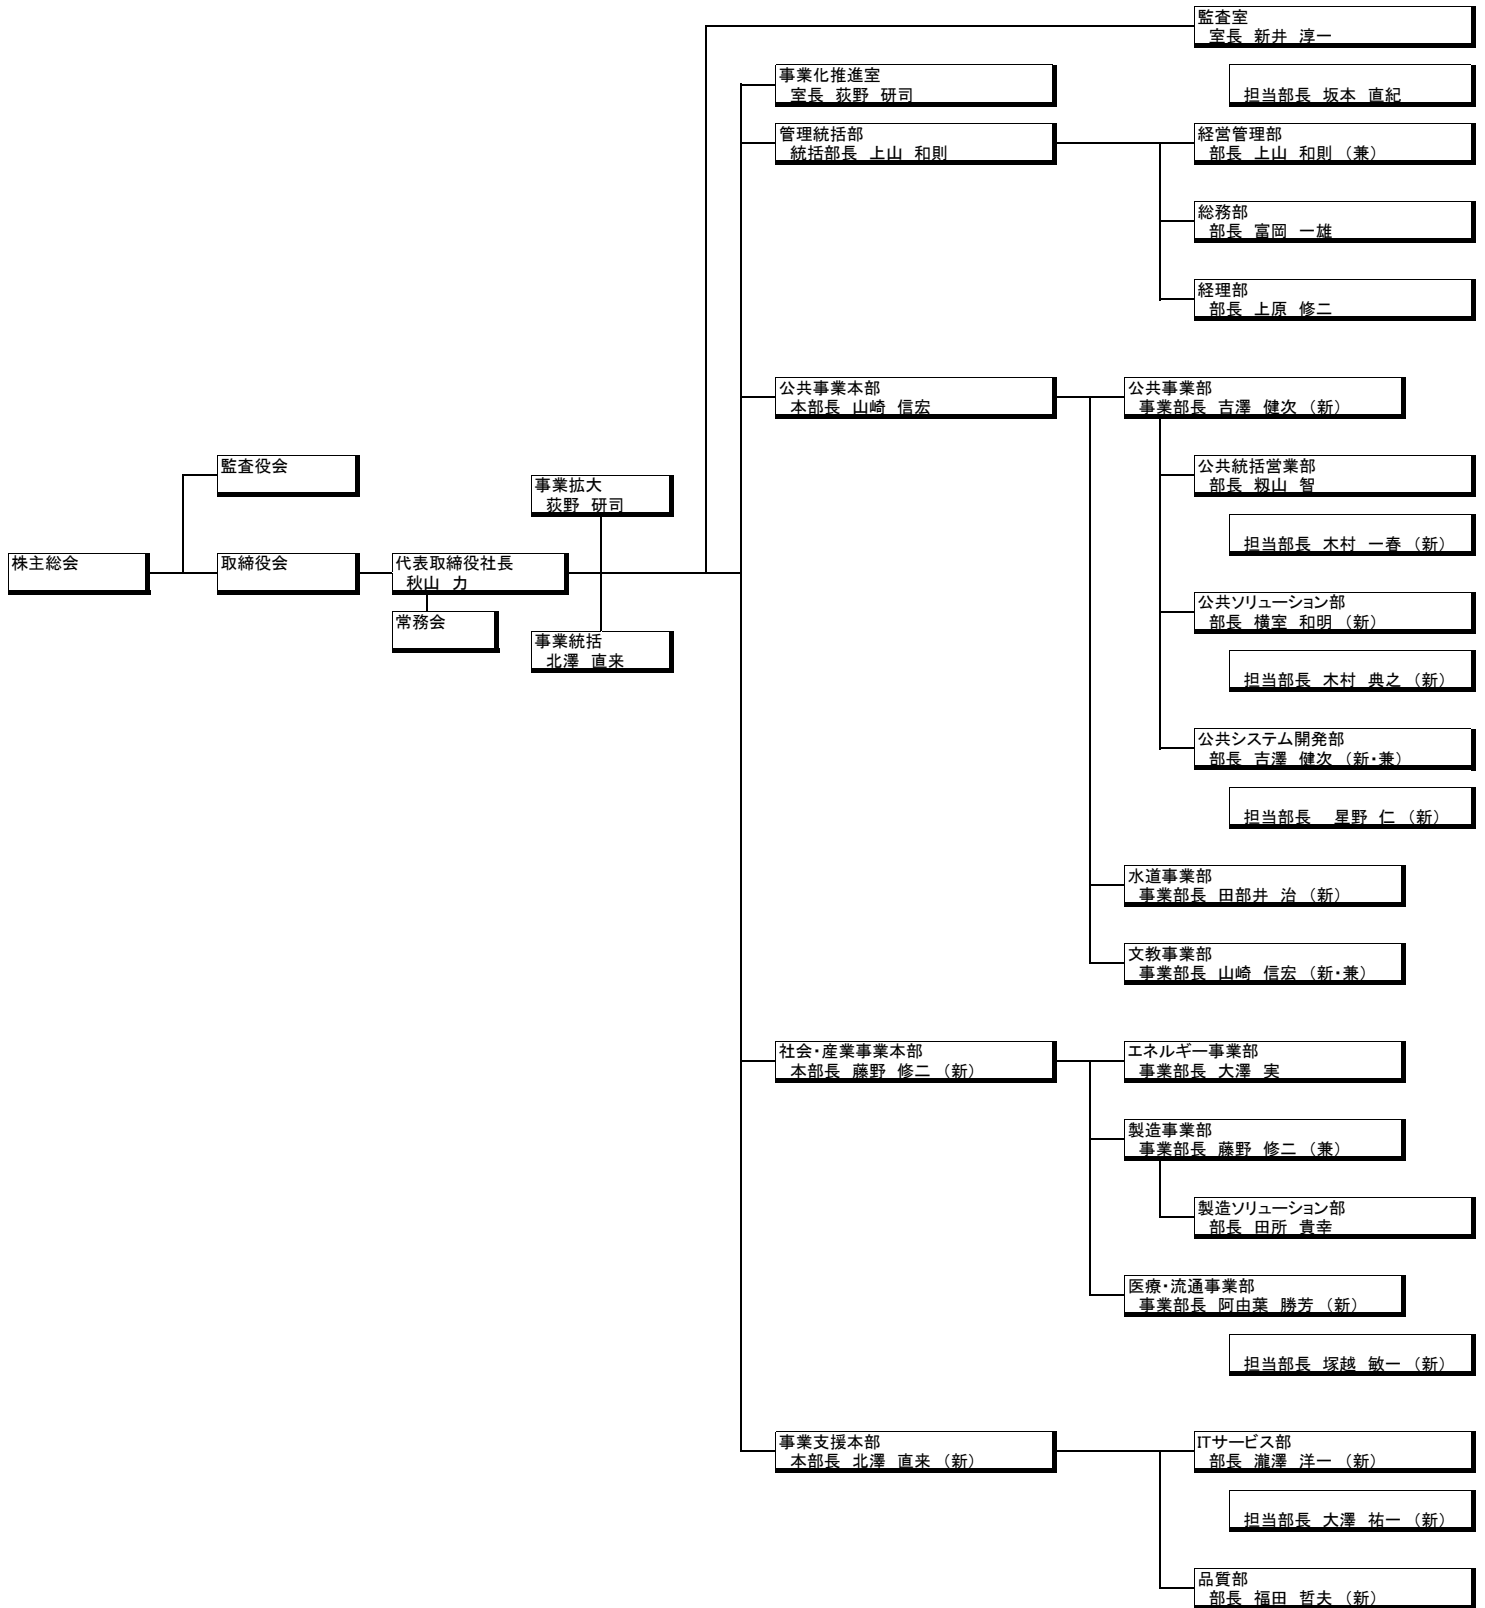 監査室
室長 新井 淳一
事業化推進室
室長 荻野 研司
担当部長 坂本 直紀
管理統括部
統括部長 上山 和則
経営管理部
部長 上山 和則 （兼）
総務部
部長 富岡 一雄
経理部
部長 上原 修二
公共事業本部
本部長 山崎 信宏
公共事業部
事業部長 吉澤 健次 （新）
監査役会
公共統括営業部
部長 籾山 智
事業拡大
荻野 研司
担当部長 木村 一春 （新）
株主総会
取締役会
代表取締役社長
秋山 力
常務会
公共ソリューション部
部長 横室 和明 （新）
事業統括
北澤 直来
担当部長 木村 典之 （新）
公共システム開発部
部長 吉澤 健次 （新・兼）
担当部長 星野 仁 （新）
水道事業部
事業部長 田部井 治 （新）
文教事業部
事業部長 山崎 信宏 （新・兼）
社会・産業事業本部
本部長 藤野 修二 （新）
エネルギー事業部
事業部長 大澤 実
製造事業部
事業部長 藤野 修二 （兼）
製造ソリューション部
部長 田所 貴幸
医療・流通事業部
事業部長 阿由葉 勝芳 （新）
担当部長 塚越 敏一 （新）
事業支援本部
本部長 北澤 直来 （新）
ITサービス部
部長 瀧澤 洋一 （新）
担当部長 大澤 祐一 （新）
品質部
部長 福田 哲夫 （新）